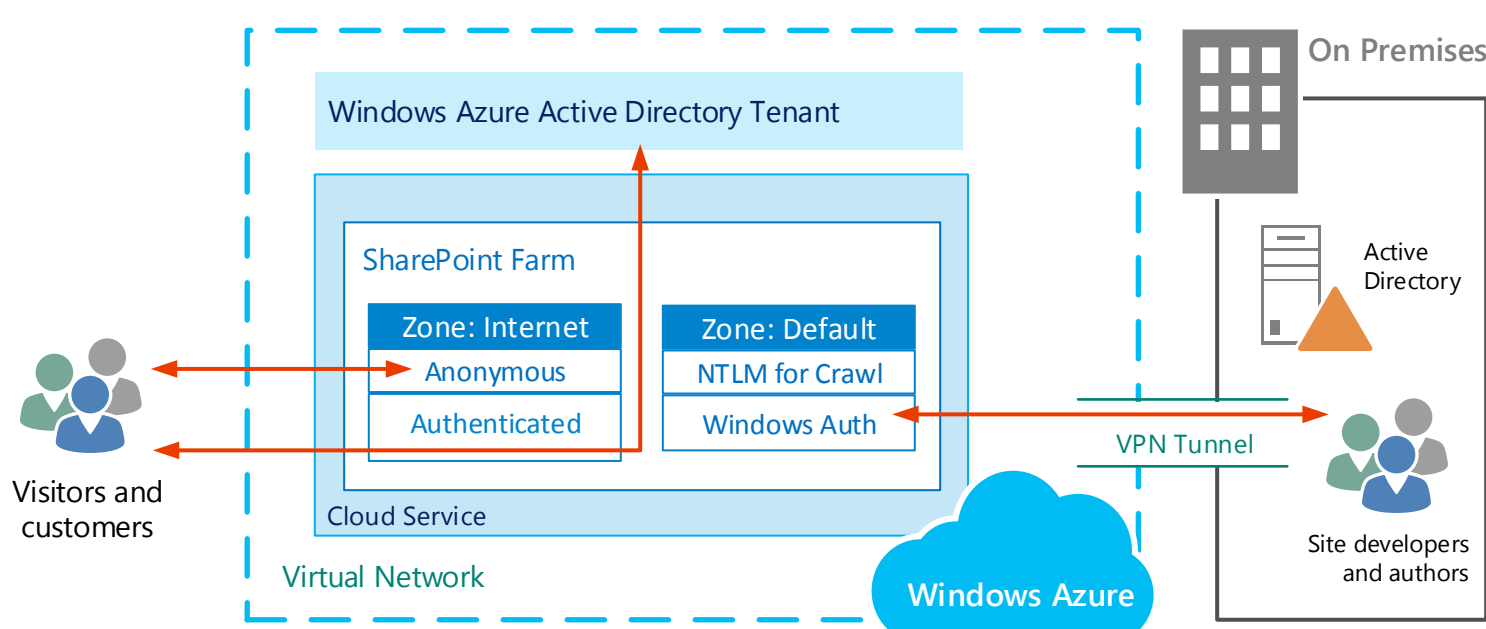 On Premises
Windows Azure Active Directory Tenant
SharePoint Farm
Zone: Internet
Anonymous
Authenticated
Zone: Default
NTLM for Crawl
Windows Auth
Cloud Service
Virtual Network
Windows Azure
Visitors and
customers
VPN Tunnel
Active
Directory
Site developers
and authors